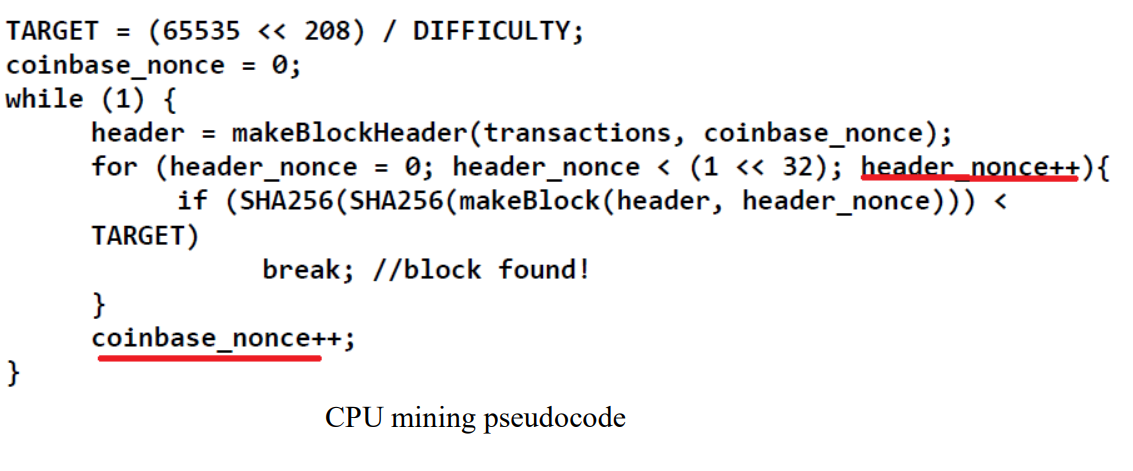 TARGET = (65535 << 208) / DIFFICULTY;
coinbase_nonce = 0;
while (1) {
header = makeBlockHeader(transactions, coinbase_nonce);
for (header_nonce = 0; header_nonce < (1 << 32); header_nonce++){
if (SHA256(SHA256(makeBlock(header, header_nonce))) <
TARGET)
break; //block found!
}
coinbase_nonce++;
}
CPU mining pseudocode